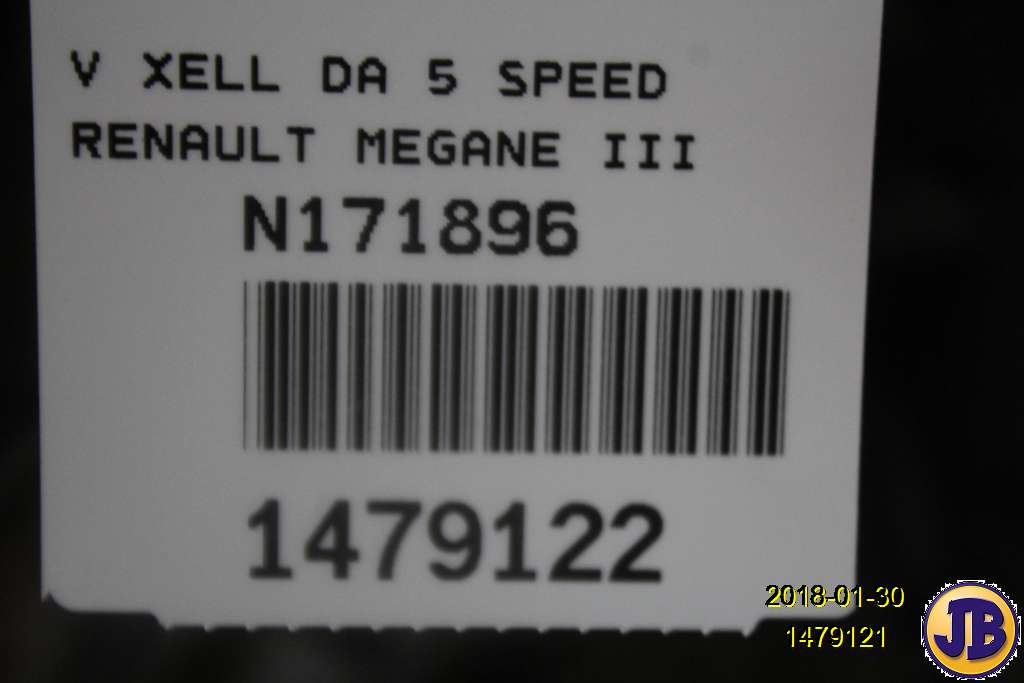 V XELL DA 5 SPEED
RENAULT MEGANE III
N171896
1479122
2018-01-30
1479121
JB